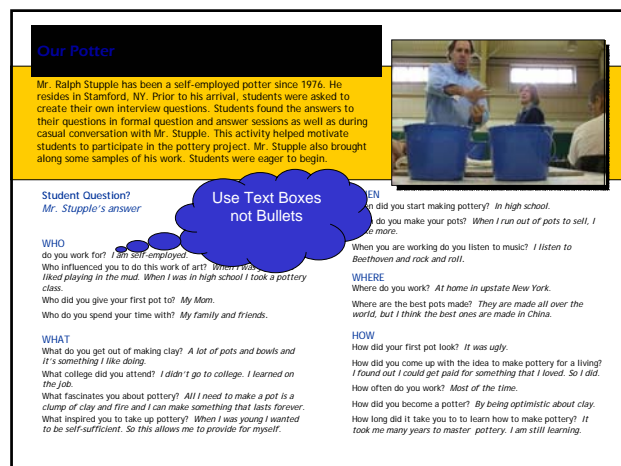 Our Potter
Mr. Ralph Stupple has been a self-employed potter since 1976. He
resides in Stamford, NY. Prior to his arrival, students were asked to
create their own interview questions. Students found the answers to
their questions in formal question and answer sessions as well as during
casual conversation with Mr. Stupple. This activity helped motivate
students to participate in the pottery project. Mr. Stupple also brought
along some samples of his work. Students were eager to begin.
Use Text Boxes
not Bullets
Student Question?
Mr. Stupple's answer
WHO
do you work for? I am self-employed.
Who influenced you to do this work of art? When I was
liked playing in the mud. When I was in high school I took a pottery
class.
Who did you give your first pot to? My Mom.
Who do you spend your time with? My family and friends.
WHAT
What do you get out of making clay? A lot of pots and bowls and
it's something I like doing.
What college did you attend? I didn't go to college. I learned on
the job.
What fascinates you about pottery? All I need to make a pot is a
clump of clay and fire and I can make something that lasts forever.
What inspired you to take up pottery? When I was young I wanted
to be self-sufficient. So this allows me to provide for myself.
did you start making pottery? In high school.
do you make your pots? When I run out of pots to sell, I
more.
When you are working do you listen to music? I listen to
Beethoven and rock and roll.
WHERE
Where do you work? At home in upstate New York.
Where are the best pots made? They are made all over the
world, but I think the best ones are made in China.
HOW
How did your first pot look? It was ugly.
How did you come up with the idea to make pottery for a living?
I found out I could get paid for something that I loved. So I did.
How often do you work? Most of the time.
How did you become a potter? By being optimistic about clay.
How long did it take you to to learn how to make pottery? It
took me many years to master pottery. I am still learning.